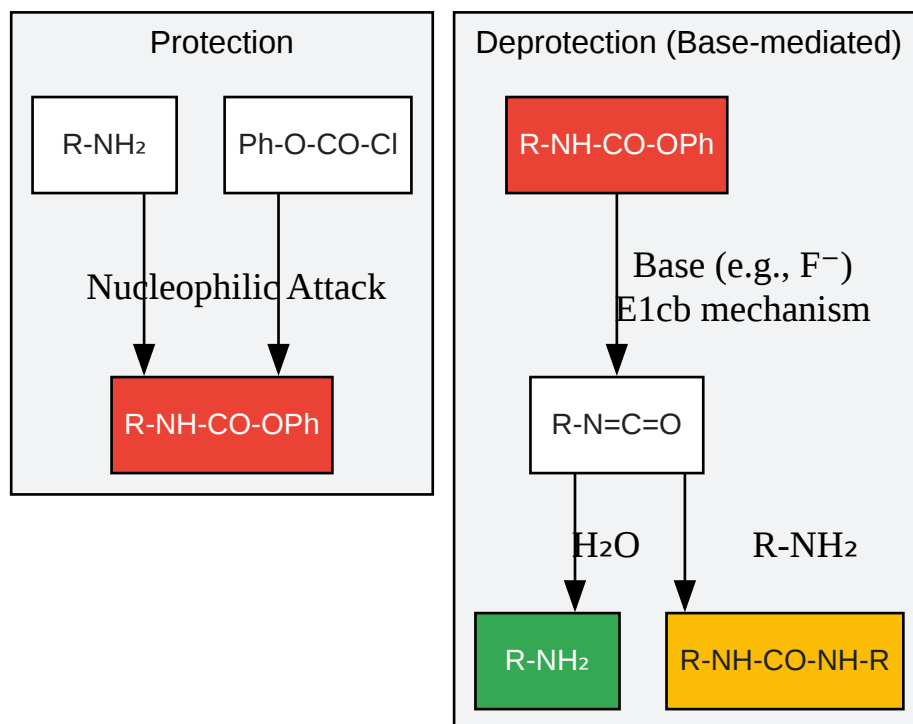 Protection
R-NH₂
Ph-O-CO-Cl
Nucleophilic Attack
R-NH-CO-OPh
Deprotection (Base-mediated)
R-NH-CO-OPh
Base (e.g., F⁻)
E1cb mechanism
R-N=C=O
H₂O
R-NH₂
R-NH₂
R-NH-CO-NH-R